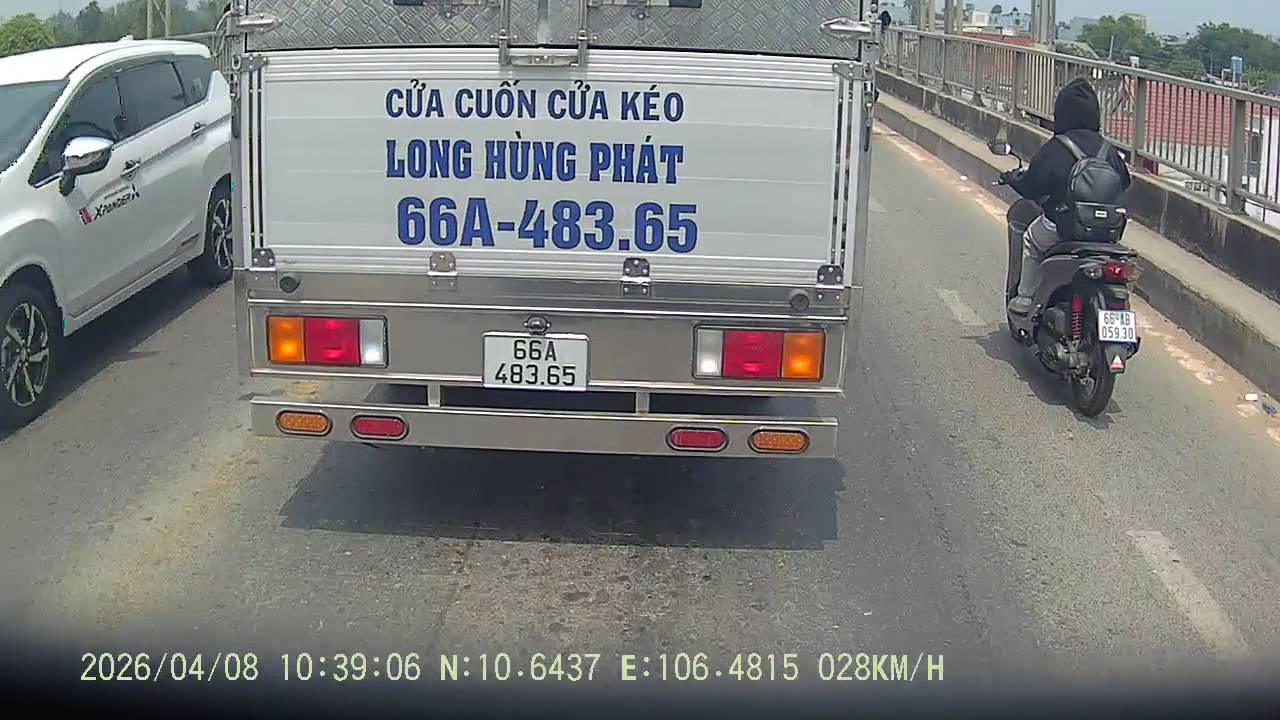 CỬA CUỐN CỬA KÉO
LONG HÙNG PHÁT
66A-483.65
XPANDER
66A
483.65
66-AB
059.30
2026/04/08 10:39:06 N:10.6437 E:106.4815 028KM/H